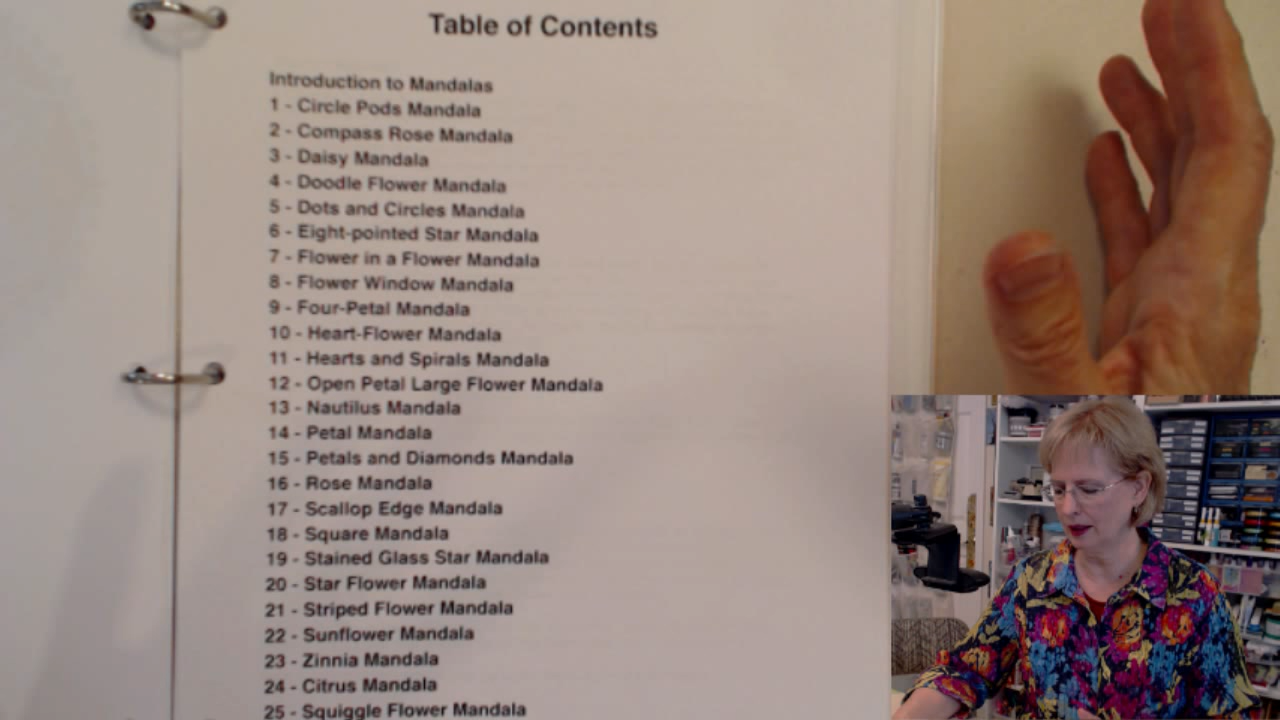 Table of Contents
Introduction to Mandalas
1 - Circle Pods Mandala
2 - Compass Rose Mandala
3 - Daisy Mandala
4 - Doodle Flower Mandala
5 - Dots and Circles Mandala
6 - Eight-pointed Star Mandala
7 - Flower in a Flower Mandala
8 - Flower Window Mandala
9 - Four-Petal Mandala
10 - Heart-Flower Mandala
11 - Hearts and Spirals Mandala
12 - Open Petal Large Flower Mandala
13 - Nautilus Mandala
14 - Petal Mandala
15 - Petals and Diamonds Mandala
16 - Rose Mandala
17 - Scallop Edge Mandala
18 - Square Mandala
19 - Stained Glass Star Mandala
20 - Star Flower Mandala
21 - Striped Flower Mandala
22 - Sunflower Mandala
23 - Zinnia Mandala
24 - Citrus Mandala
25 - Squiggle Flower Mandala